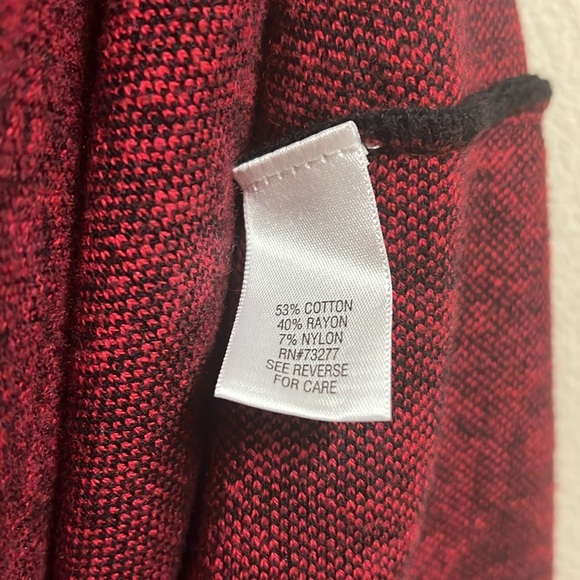 53% COTTON
40% RAYON
7% NYLON
RN#73277
SEE REVERSE
FOR CARE